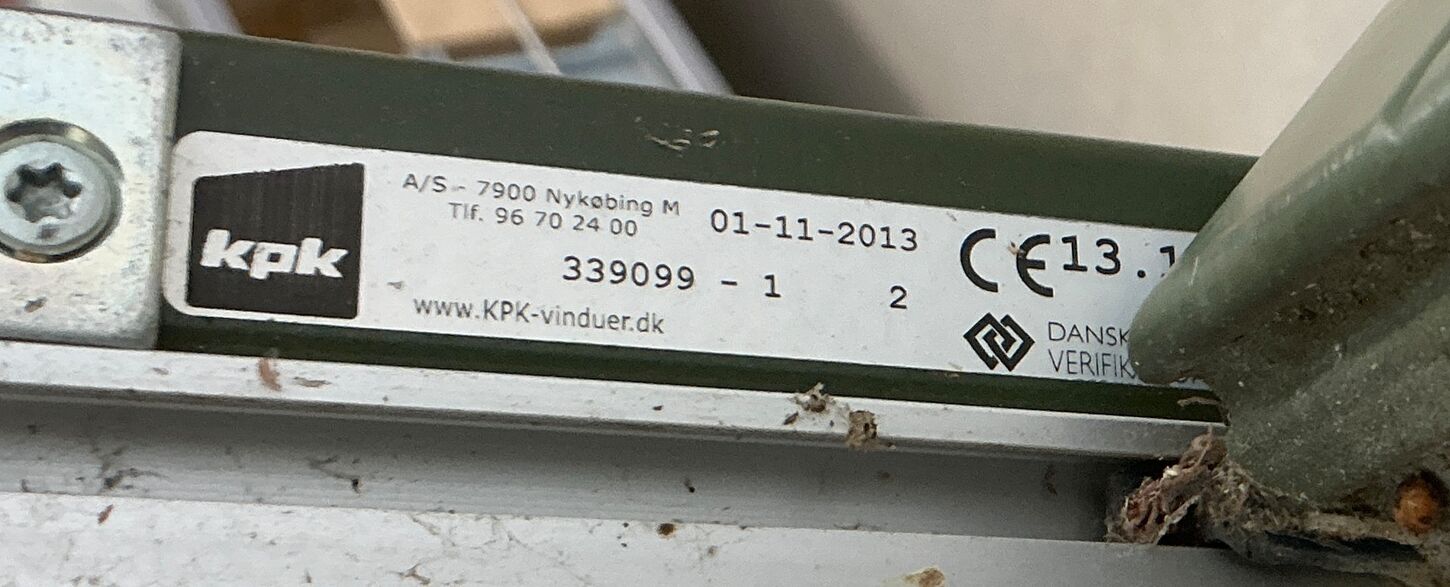 kpk
A/S - 7900 Nykøbing M
Tlf. 96 70 24 00
01-11-2013
339099 - 1 2
www.KPK-vinduer.dk
CE 13.1
DANSK